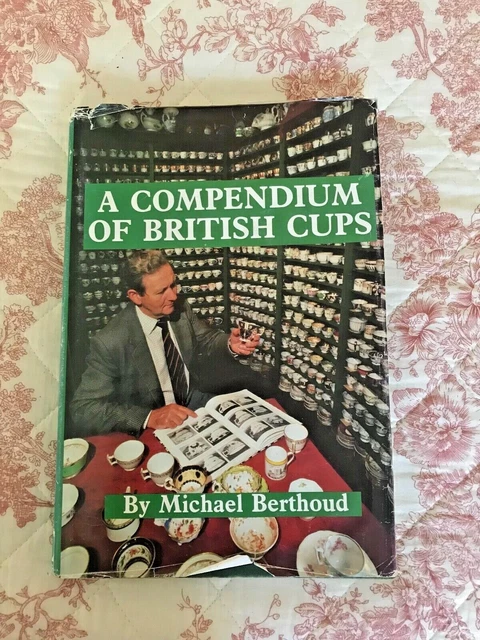 A COMPENDIUM
OF BRITISH CUPS
By Michael Berthoud